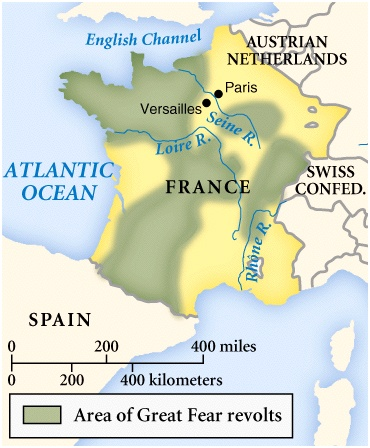 English Channel
AUSTRIAN
NETHERLANDS
Paris
Versailles
Seine R.
Loire R.
ATLANTIC
OCEAN
FRANCE
SWISS
CONFED.
Rhône R.
SPAIN
0 200 400 miles
0 200 400 kilometers
Area of Great Fear revolts